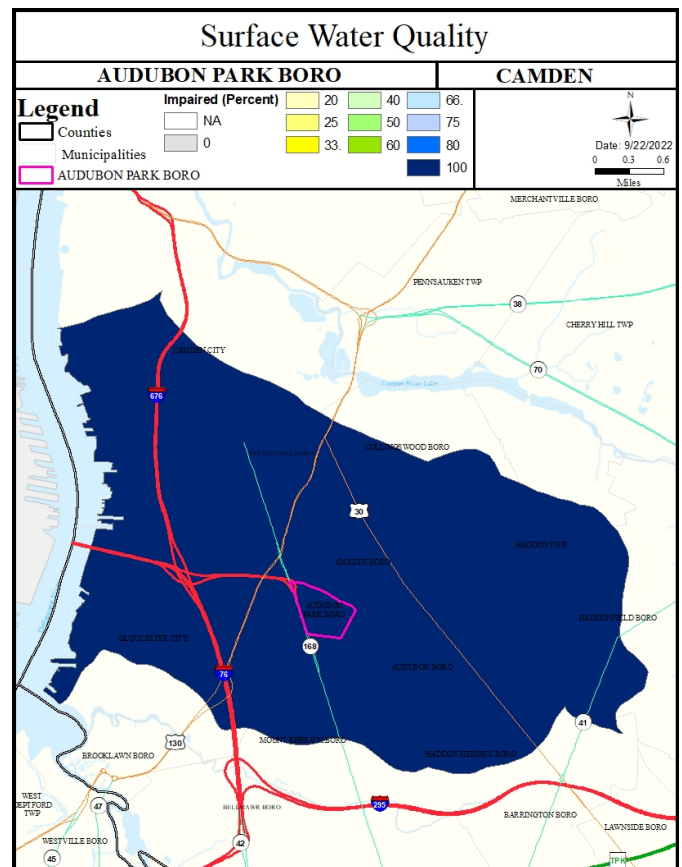 Surface Water Quality
AUDUBON PARK BORO
CAMDEN
Legend
Counties
Municipalities
AUDUBON PARK BORO
Impaired (Percent)
NA
0
20
25
33.
40
50
60
66.
75
80
100
N
Date: 9/22/2022
0 0.3 0.6
Miles
MERCHANTVILLE BORO
PENNSAUKEN TWP
38
CHERRY HILL TWP
CAMDEN CITY
70
Cooper River Lake
676
COLLINGSWOOD BORO
30
HADDON TWP
OAKLYN BORO
AUDUBON
PARK BORO
HADDONFIELD BORO
GLOUCESTER CITY
168
AUDUBON BORO
76
41
130
MOUNT EPHRAIM BORO
BROOKLAWN BORO
HADDON HEIGHTS BORO
WEST
DEPTFORD
TWP
47
BELLMAWR BORO
295
BARRINGTON BORO
LAWNSIDE BORO
WESTVILLE BORO
42
45
TPK